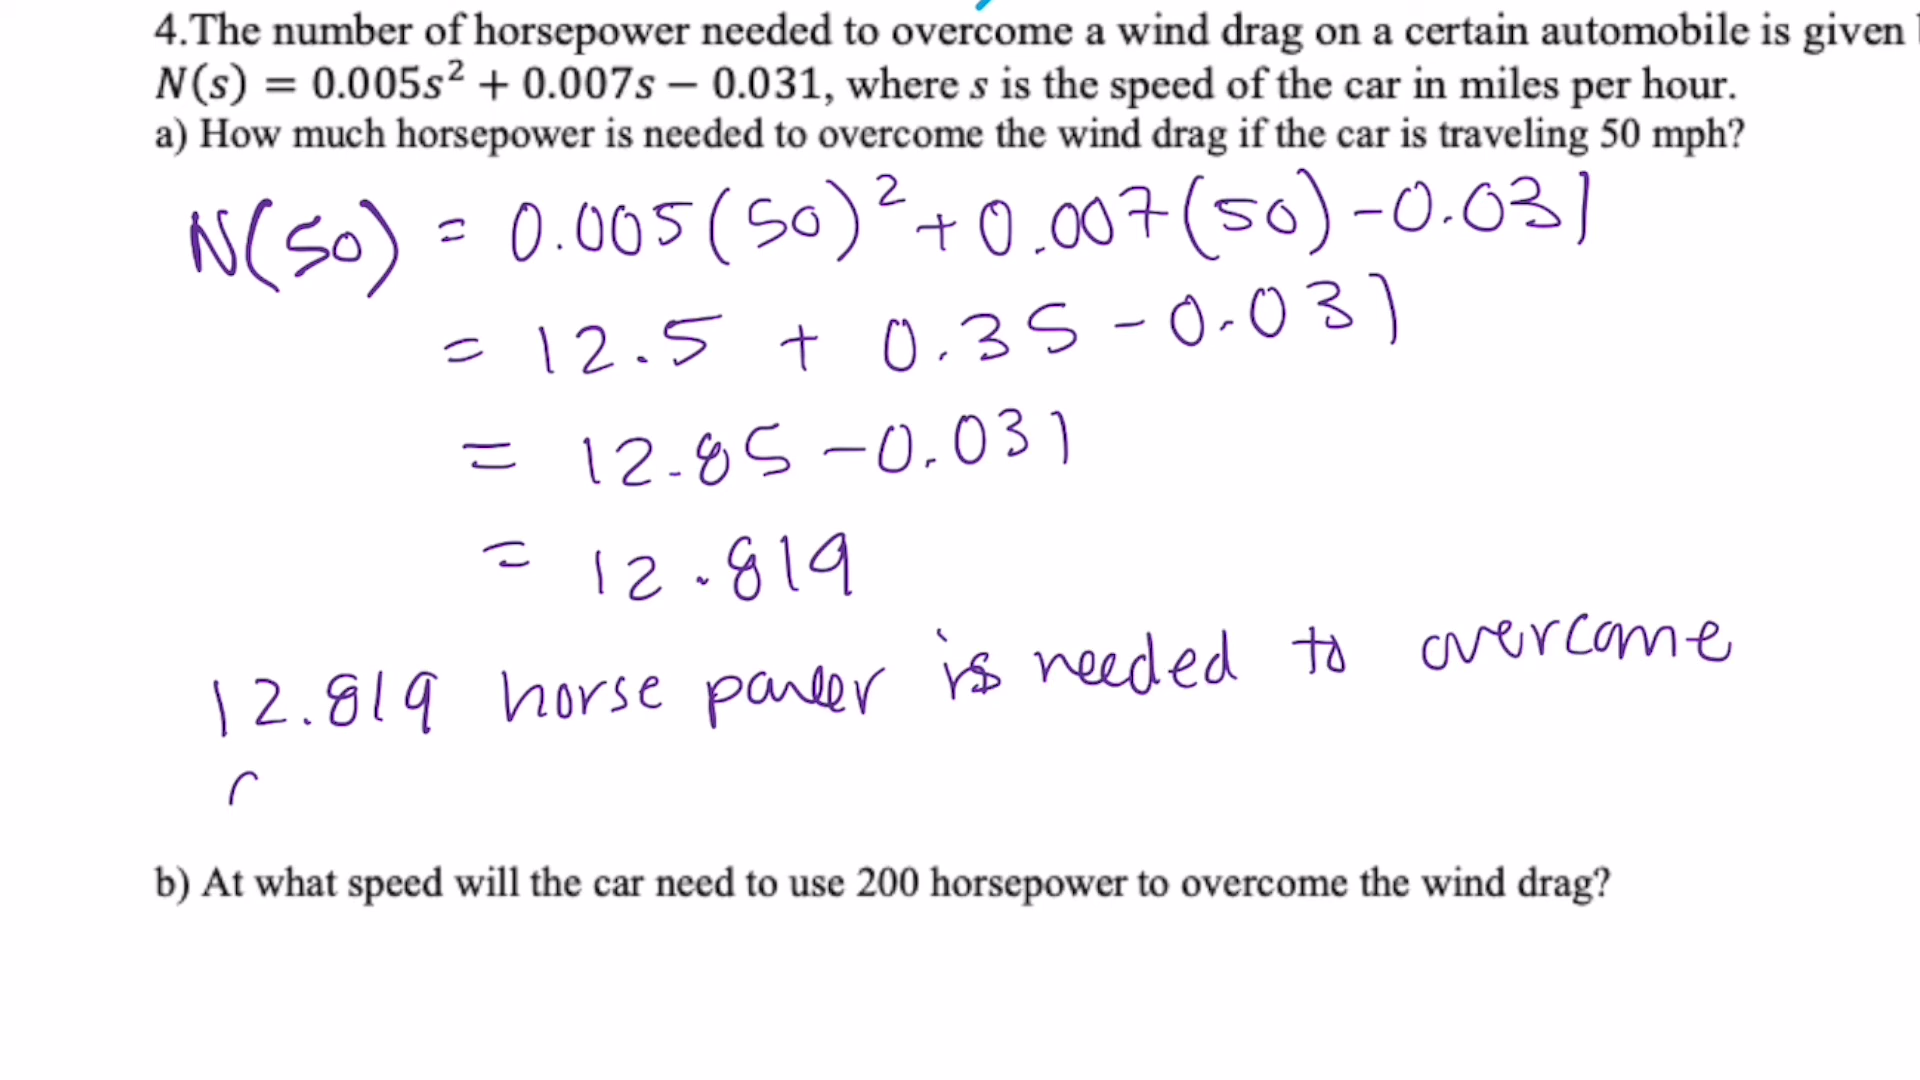 4.The number of horsepower needed to overcome a wind drag on a certain automobile is given
N(s) = 0.005s² + 0.007s − 0.031, where s is the speed of the car in miles per hour.
a) How much horsepower is needed to overcome the wind drag if the car is traveling 50 mph?
N(50) = 0.005(50)² + 0.007(50) - 0.031
= 12.5 + 0.35 - 0.031
= 12.85 - 0.031
= 12.819
12.819 horse power is needed to overcome
b) At what speed will the car need to use 200 horsepower to overcome the wind drag?